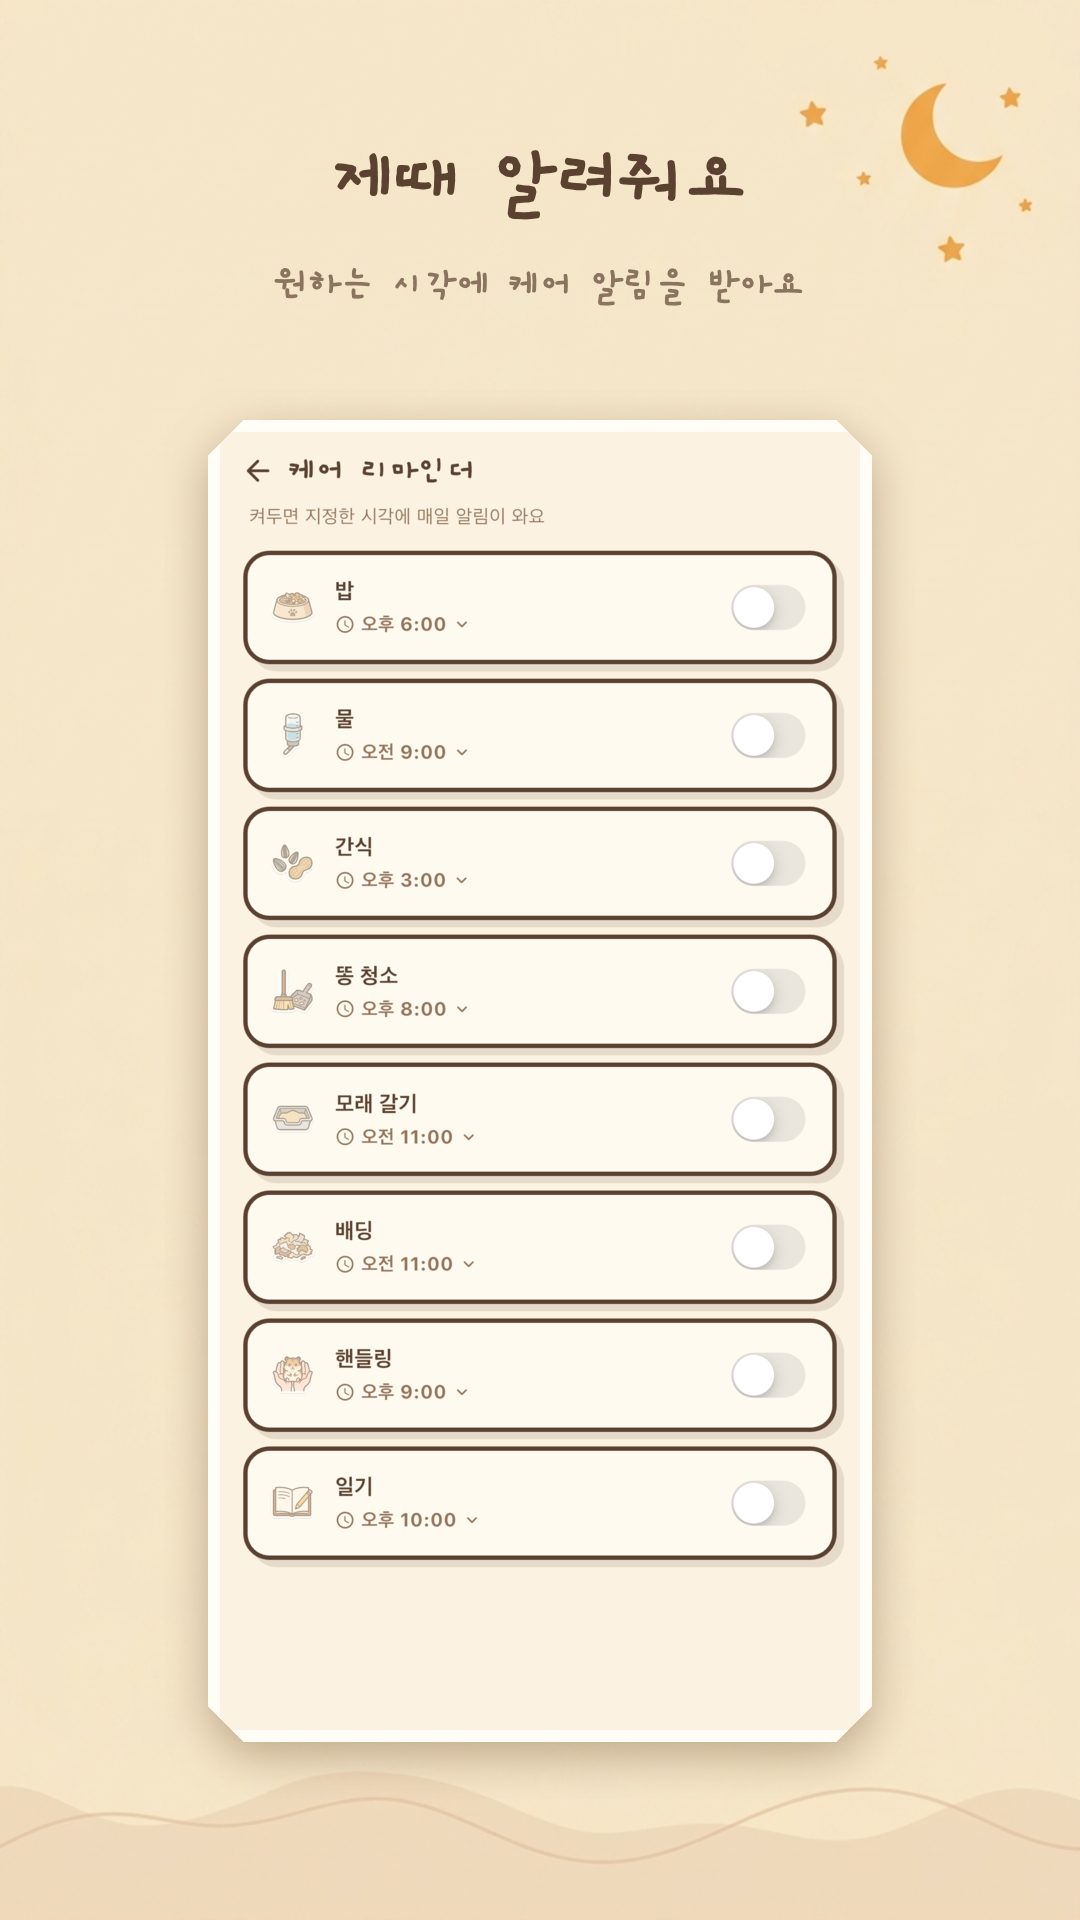 제때 알려줘요
원하는 시각에 케어 알림을 받아요
케어 리마인더
켜두면 지정한 시각에 매일 알림이 와요
밥
오후 6:00
물
오전 9:00
간식
오후 3:00
똥 청소
오후 8:00
모래 갈기
오전 11:00
배딩
오전 11:00
핸들링
오후 9:00
일기
오후 10:00